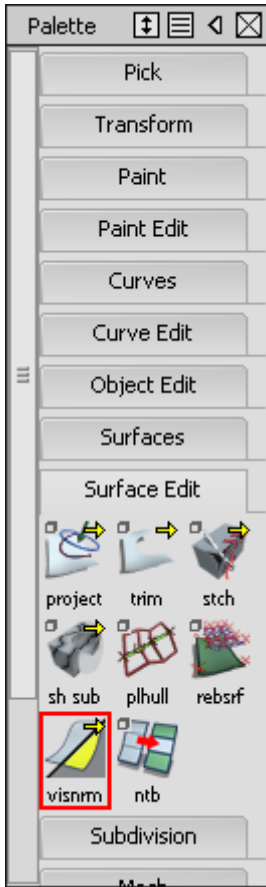 Palette
Pick
Transform
Paint
Paint Edit
Curves
Curve Edit
Object Edit
Surfaces
Surface Edit
project trim stch
sh sub plhull rebsrf
visnrm ntb
Subdivision
Mesh